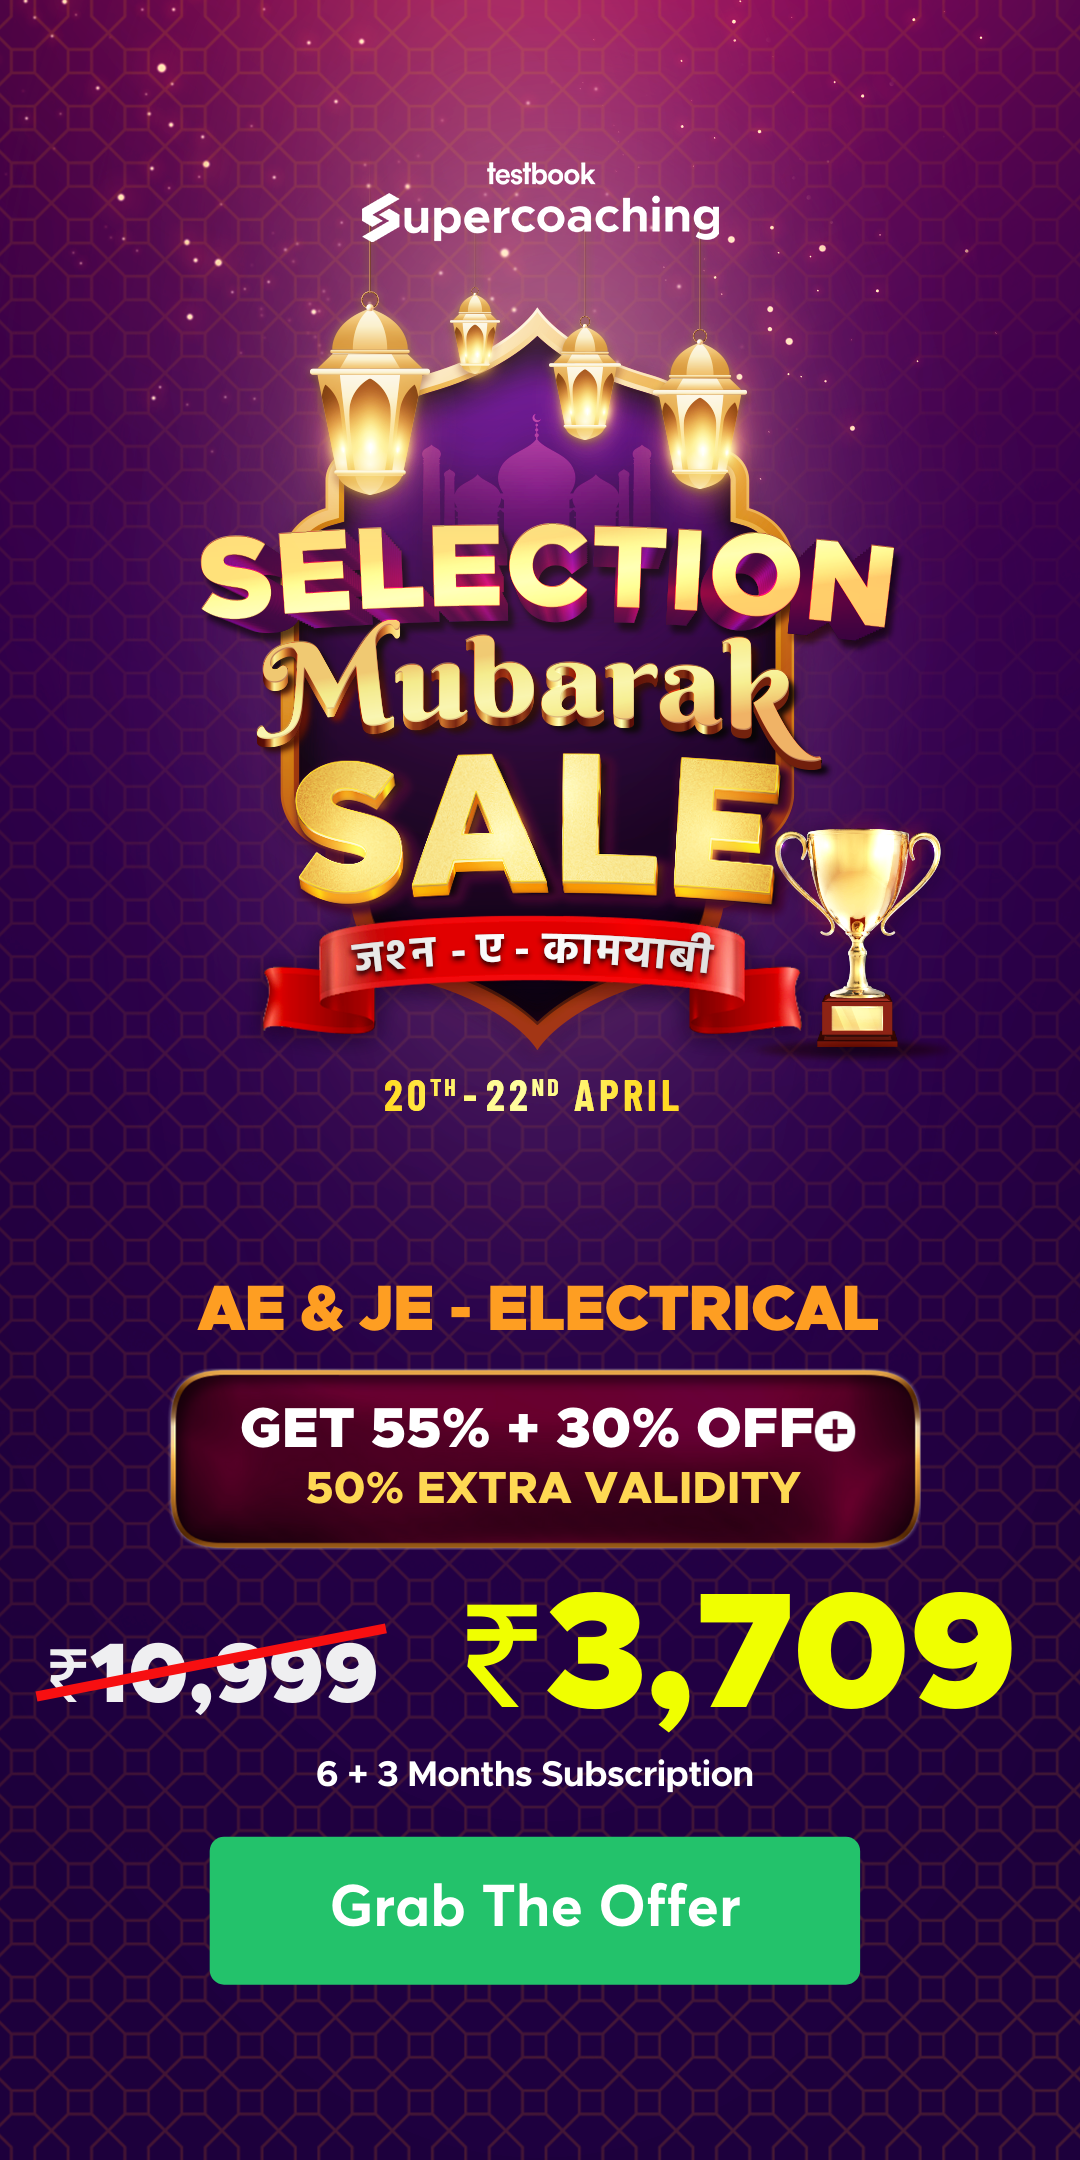 testbook
Supercoaching
SELECTION
Mubarak
SALE
जश्न - ए - कामयाबी
20TH - 22ND APRIL
AE & JE - ELECTRICAL
GET 55% + 30% OFF+
50% EXTRA VALIDITY
₹10,999
₹3,709
6 + 3 Months Subscription
Grab The Offer